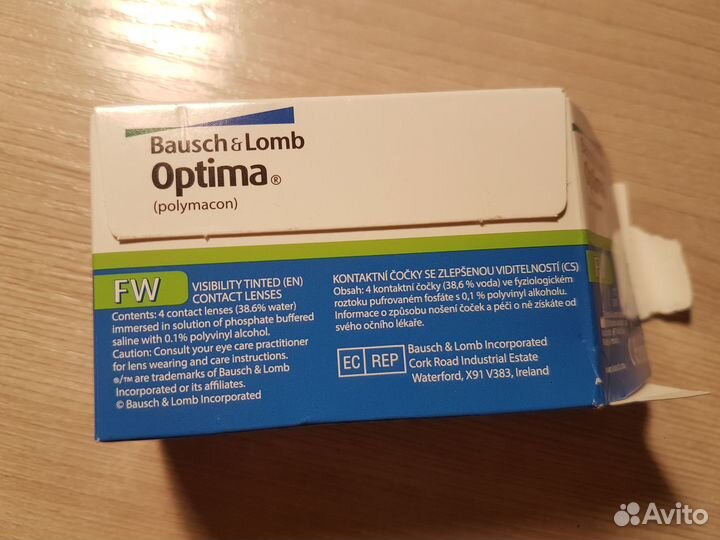 Bausch & Lomb
Optima®
(polymacon)
FW
VISIBILITY TINTED (EN)
CONTACT LENSES
Contents: 4 contact lenses (38.6% water)
immersed in solution of phosphate buffered
saline with 0.1% polyvinyl alcohol.
Caution: Consult your eye care practitioner
for lens wearing and care instructions.
®/™ are trademarks of Bausch & Lomb
Incorporated or its affiliates.
© Bausch & Lomb Incorporated
KONTAKTNÍ ČOČKY SE ZLEPŠENOU VIDITELNOSTÍ (CS)
Obsah: 4 kontaktní čočky (38,6 % voda) ve fyziologickém
roztoku pufrovaném fosfáte s 0,1 % polyvinyl alkoholu.
Informace o způsobu nošení čoček a péči o ně získáte od
svého očního lékaře.
EC REP
Bausch & Lomb Incorporated
Cork Road Industrial Estate
Waterford, X91 V383, Ireland
Avito